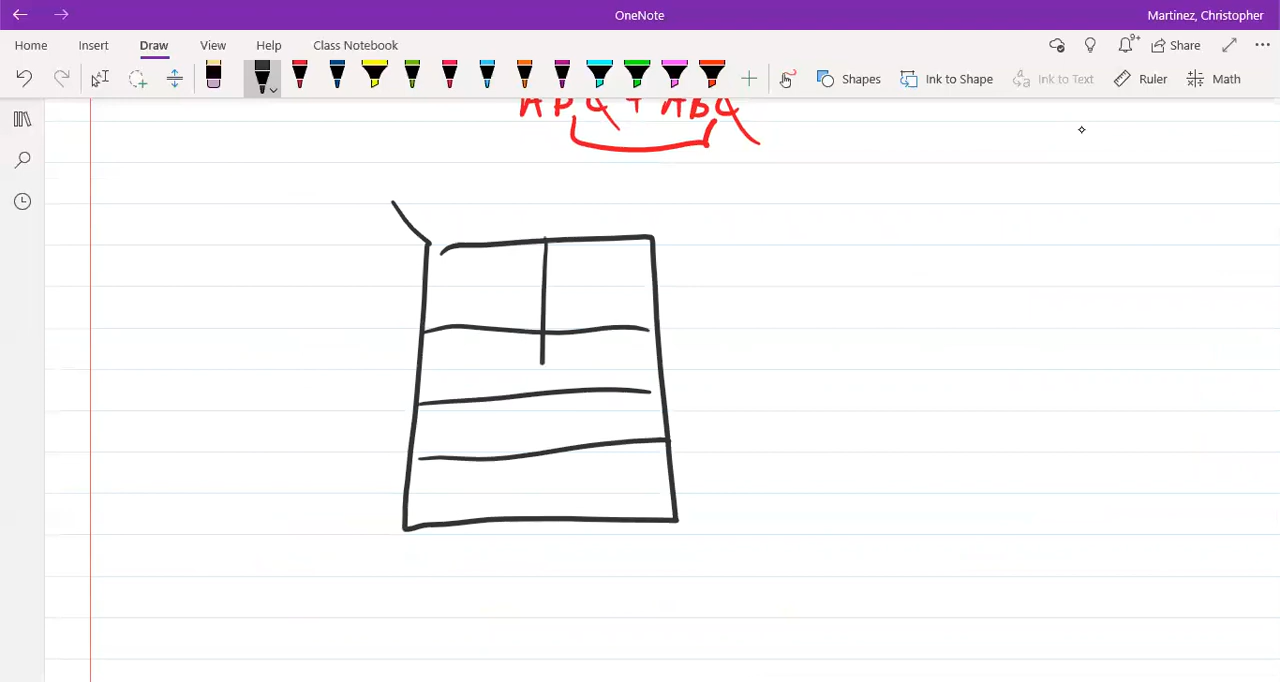 OneNote
Martínez, Christopher
Home Insert Draw View Help Class Notebook
Share
Shapes Ink to Shape Ink to Text Ruler Math